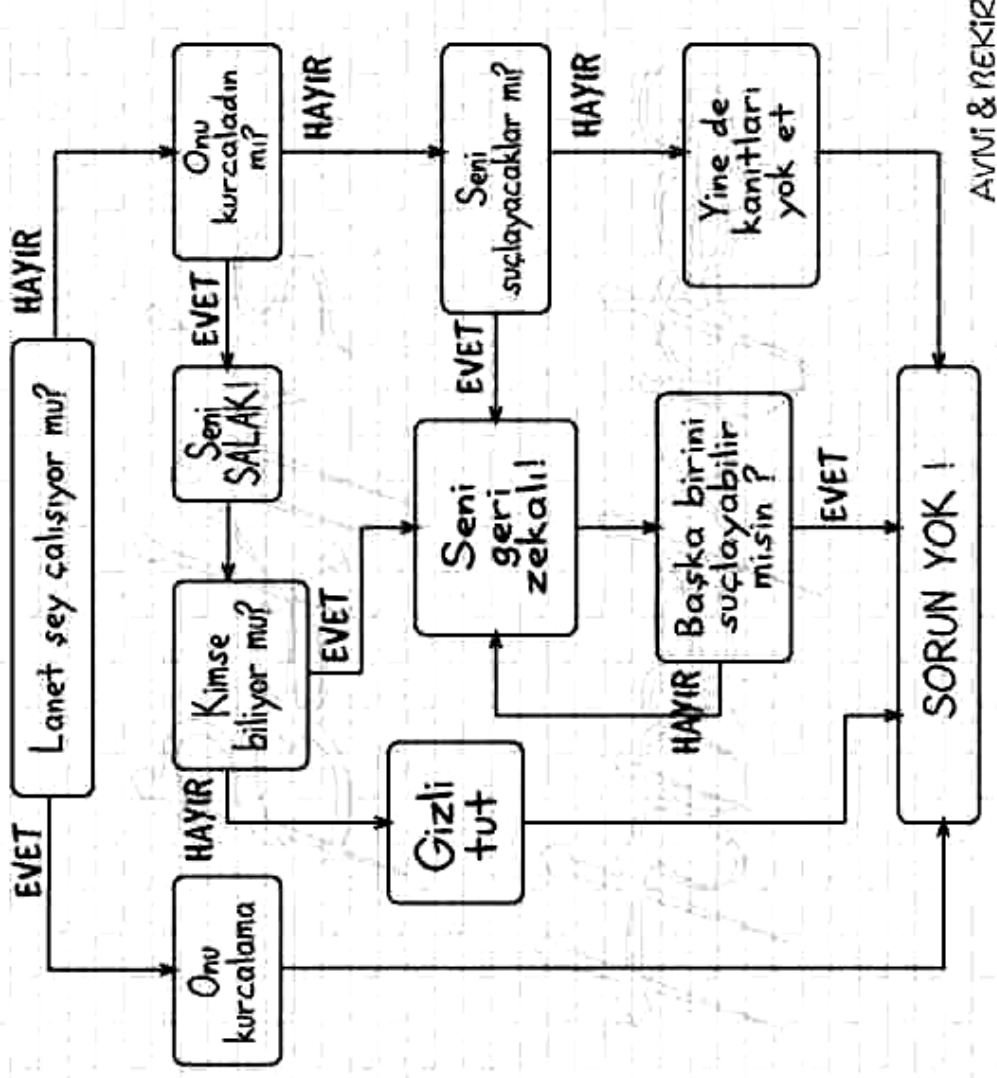 Lanet şey çalısıyor mu?
EVET
HAYIR
Onu
kurcalama
HAYIR
Kimse
biliyor mu?
Seni
SALAK!
EVET
Onu
kurcaladın
mı?
EVET
HAYIR
Gizli
tut
Seni
geri
zekalı!
EVET
Seni
suçlayacaklar mı?
HAYIR
HAYIR
Başka birini
suçlayabilir
misin ?
EVET
Yine de
kanıtları
yok et
SORUN YOK !
AVNi & BEKiR